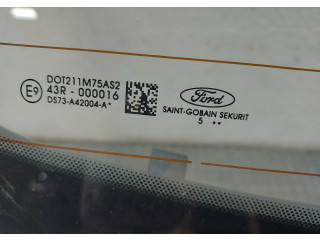 DOT211M75AS2
E9 43R - 000016
DS73-A42004-A*
Ford
SAINT-GOBAIN SEKURIT
5 ••